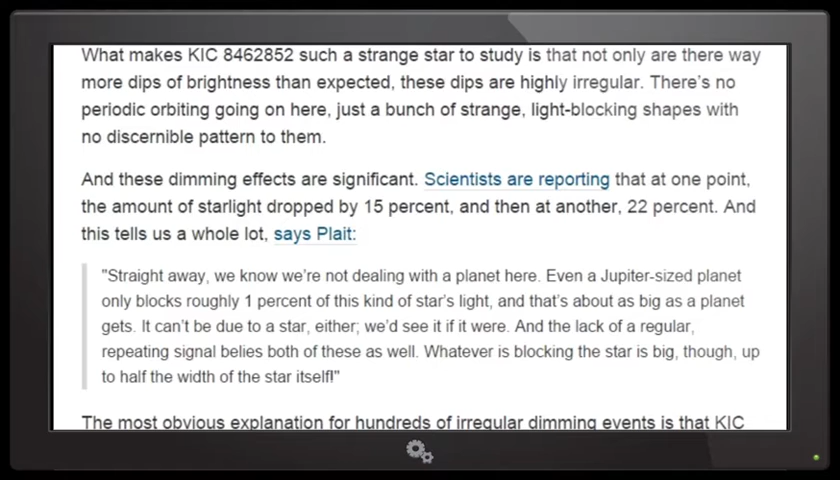 What makes KIC 8462852 such a strange star to study is that not only are there way
more dips of brightness than expected, these dips are highly irregular. There's no
periodic orbiting going on here, just a bunch of strange, light-blocking shapes with
no discernible pattern to them.
And these dimming effects are significant. Scientists are reporting that at one point,
the amount of starlight dropped by 15 percent, and then at another, 22 percent. And
this tells us a whole lot, says Plait:
"Straight away, we know we're not dealing with a planet here. Even a Jupiter-sized planet
only blocks roughly 1 percent of this kind of star's light, and that's about as big as a planet
gets. It can't be due to a star, either; we'd see it if it were. And the lack of a regular,
repeating signal belies both of these as well. Whatever is blocking the star is big, though, up
to half the width of the star itself!"
The most obvious explanation for hundreds of irregular dimming events is that KIC